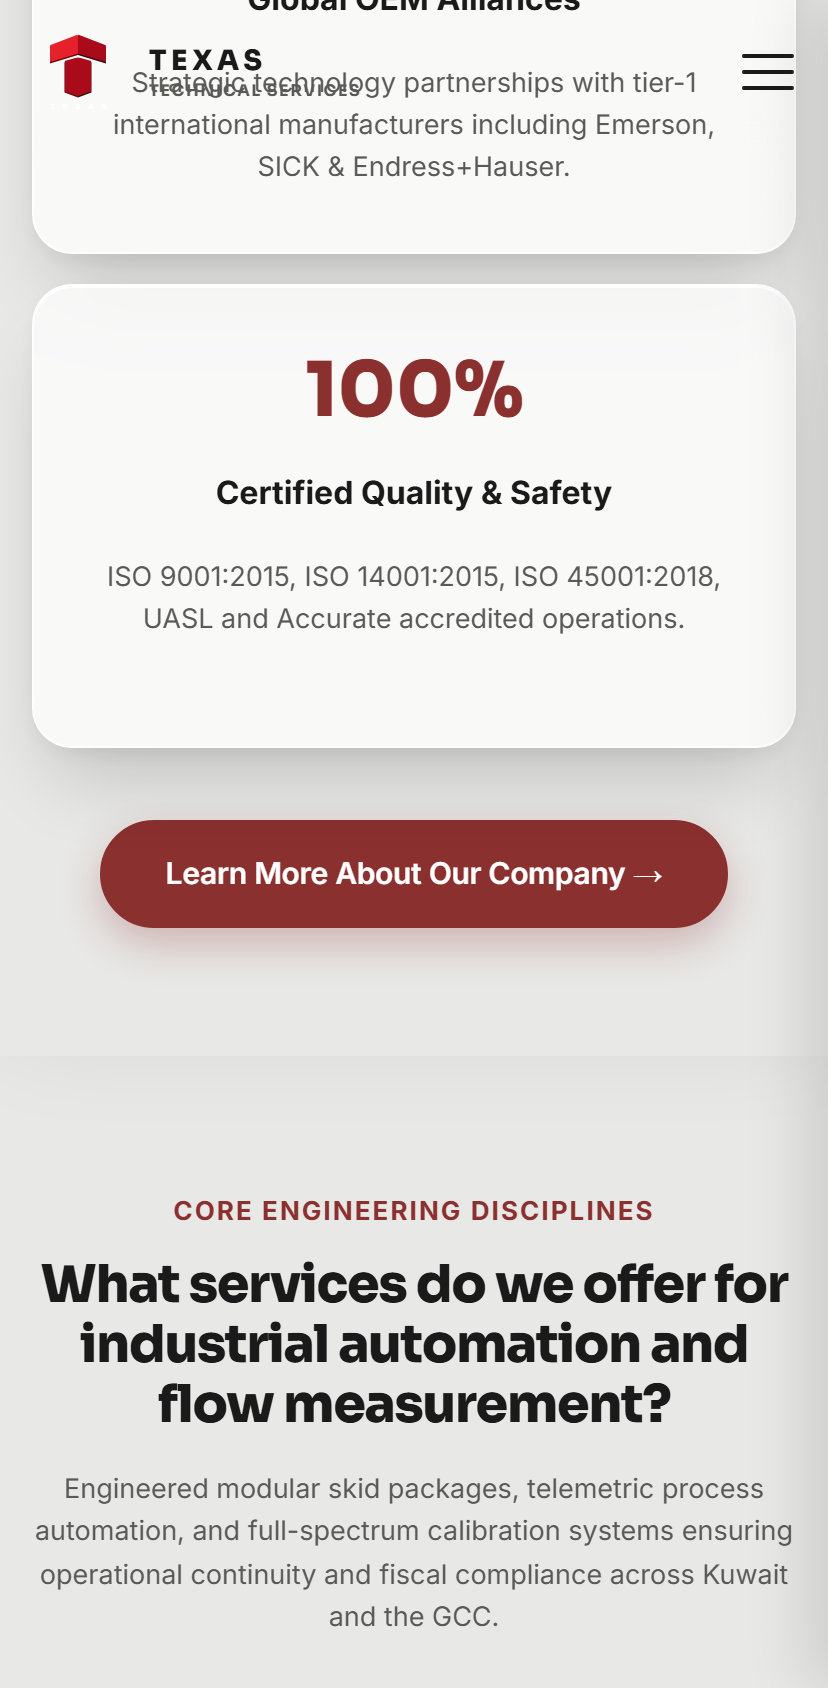 Global OEM Alliances
TEXAS
TECHNICAL SERVICES
Strategic technology partnerships with tier-1
international manufacturers including Emerson,
SICK & Endress+Hauser.
100%
Certified Quality & Safety
ISO 9001:2015, ISO 14001:2015, ISO 45001:2018,
UASL and Accurate accredited operations.
Learn More About Our Company →
CORE ENGINEERING DISCIPLINES
What services do we offer for
industrial automation and
flow measurement?
Engineered modular skid packages, telemetric process
automation, and full-spectrum calibration systems ensuring
operational continuity and fiscal compliance across Kuwait
and the GCC.